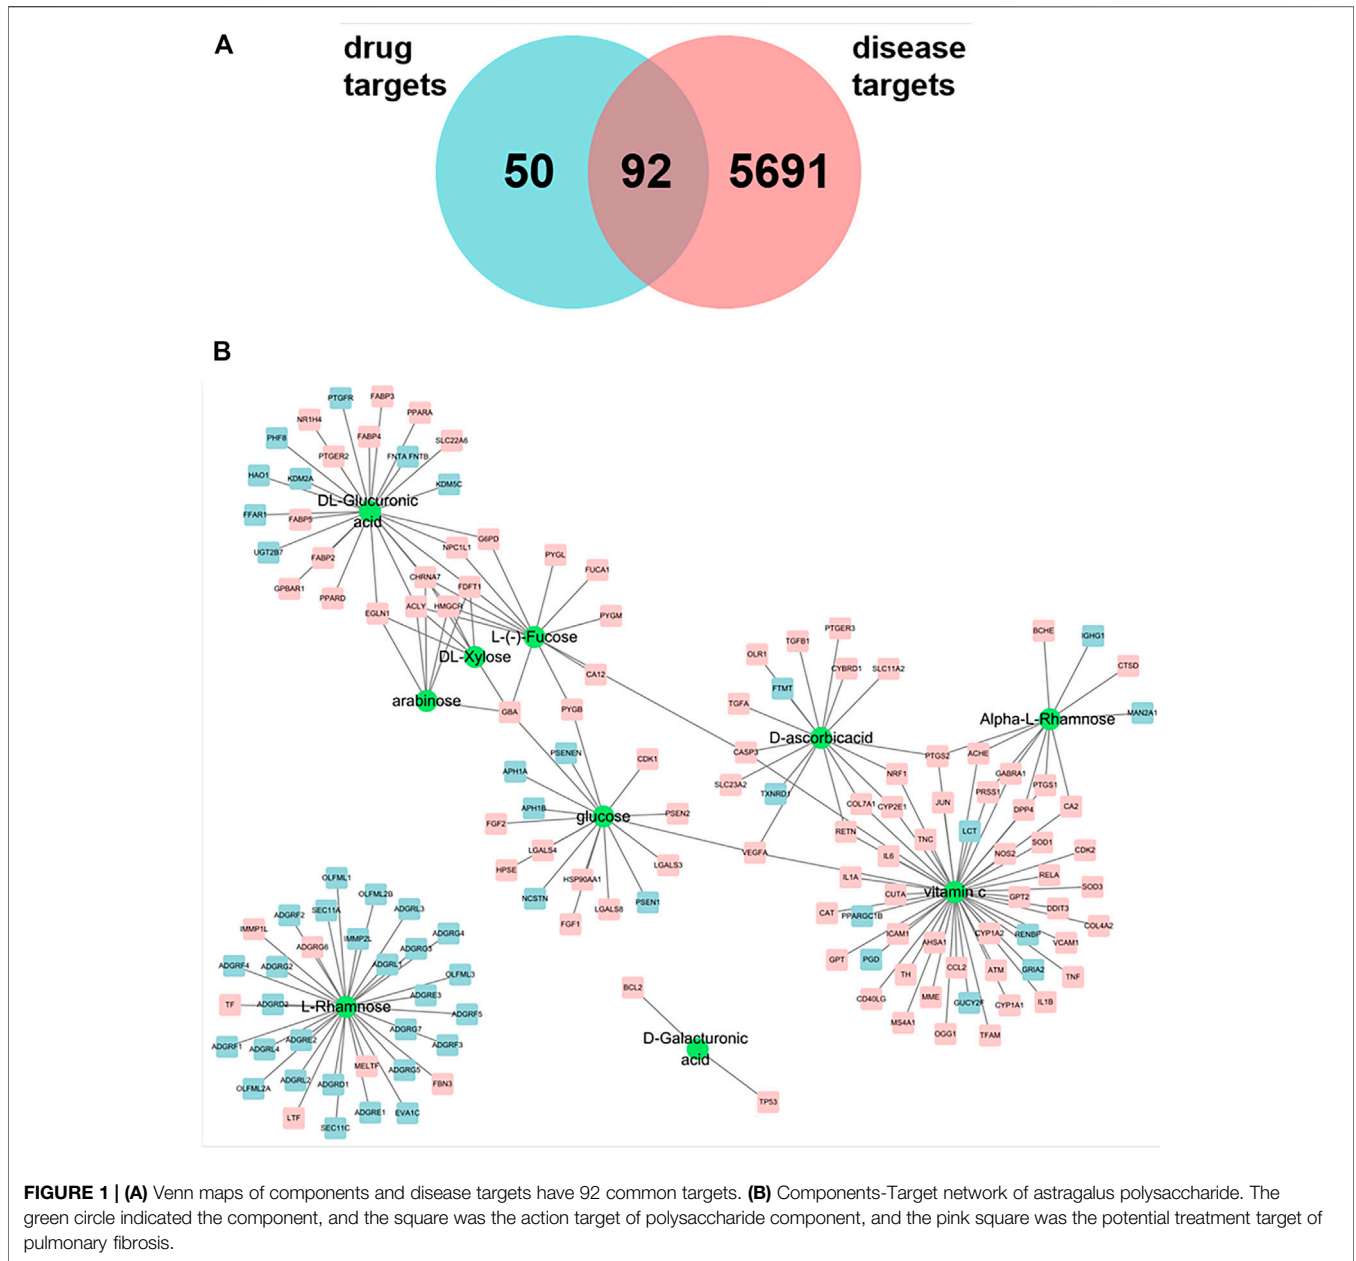 A
drug
targets
disease
targets
50
92
5691
B
PTGFR
FABP3
NR1H4
PPARA
PHF8
FABP4
SLC22A6
PTGER2
FNTA FNTB
HAO1
KDM2A
KDM5C
DL-Glucuronic
acid
FFAR1
FABP5
UGT2B7
FABP2
GPBAR1
PPARD
G6PD
NPC1L1
PYGL
FUCA1
CHRNA7
FDFT1
EGLN1
ACLY
HMGCR
PYGM
L-(-)-Fucose
DL-Xylose
CA12
arabinose
GBA
PYGB
PTGER3
TGFB1
OLR1
CYBRD1
SLC11A2
FTMT
TGFA
D-ascorbicacid
CASP3
SLC23A2
TXNRD1
BCHE
IGHG1
CTSD
MAN2A1
Alpha-L-Rhamnose
PTGS2
ACHE
NRF1
GABRA1
PTGS1
PRSS1
COL7A1
CYP2E1
JUN
DPP4
CA2
RETN
TNC
LCT
SOD1
NOS2
CDK2
IL6
VEGFA
IL1A
RELA
SOD3
CUTA
vitamin c
GPT2
DDIT3
CAT
PPARGC1B
COL4A2
ICAM1
AHSA1
CYP1A2
RENBP
VCAM1
GPT
PGD
TH
CCL2
ATM
GRIA2
TNF
CD40LG
MME
GUCY2F
CYP1A1
IL1B
MS4A1
OGG1
TFAM
PSENEN
CDK1
APH1A
APH1B
glucose
PSEN2
FGF2
LGALS4
LGALS3
HPSE
HSP90AA1
NCSTN
LGALS8
PSEN1
FGF1
OLFML1
OLFML2B
ADGRF2
SEC11A
ADGRL3
IMMP1L
IMMP2L
ADGRG4
ADGRG6
ADGRG3
ADGRF4
ADGRG2
ADGRL1
OLFML3
TF
ADGRD2
L-Rhamnose
ADGRE3
ADGRF5
ADGRG7
ADGRF1
ADGRL4
ADGRE2
ADGRF3
MELTF
ADGRG5
OLFML2A
ADGRL2
ADGRD1
FBN3
LTF
ADGRE1
EVA1C
SEC11C
BCL2
D-Galacturonic
acid
TP53
FIGURE 1 | (A) Venn maps of components and disease targets have 92 common targets. (B) Components-Target network of astragalus polysaccharide. The
green circle indicated the component, and the square was the action target of polysaccharide component, and the pink square was the potential treatment target of
pulmonary fibrosis.